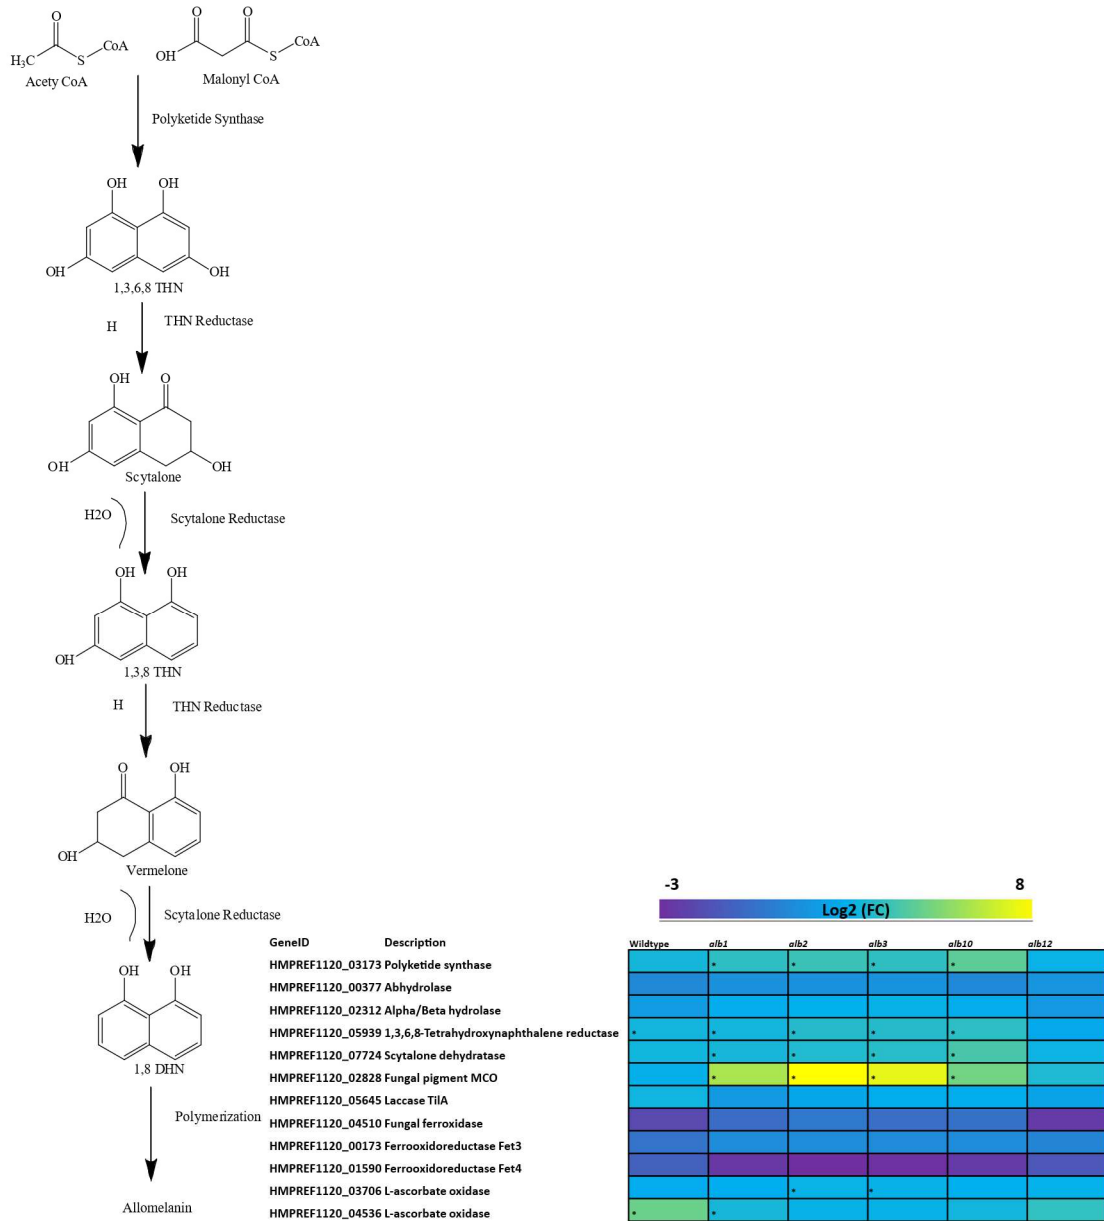 O
CoA
H₃C
S
Acety CoA
O O
OH
S
CoA
Malonyl CoA
Polyketide Synthase
OH OH
OH OH
1,3,6,8 THN
H THN Reductase
OH O
OH OH
Scytalone
H2O Scytalone Reductase
OH OH
OH
1,3,8 THN
H THN Reductase
O OH
OH
Vermelone
H2O Scytalone Reductase
OH OH
1,8 DHN
Polymerization
Allomelanin
-3 8
Log2 (FC)
GeneID Description Wildtype alb1 alb2 alb3 alb10 alb12
HMPREF1120_03173 Polyketide synthase * * * *
HMPREF1120_00377 Abhydrolase
HMPREF1120_02312 Alpha/Beta hydrolase
HMPREF1120_05939 1,3,6,8-Tetrahydroxynaphthalene reductase * * * * *
HMPREF1120_07724 Scytalone dehydratase * * * *
HMPREF1120_02828 Fungal pigment MCO * * * *
HMPREF1120_05645 Laccase TilA
HMPREF1120_04510 Fungal ferroxidase
HMPREF1120_00173 Ferrooxidoreductase Fet3
HMPREF1120_01590 Ferrooxidoreductase Fet4
HMPREF1120_03706 L-ascorbate oxidase * *
HMPREF1120_04536 L-ascorbate oxidase * *